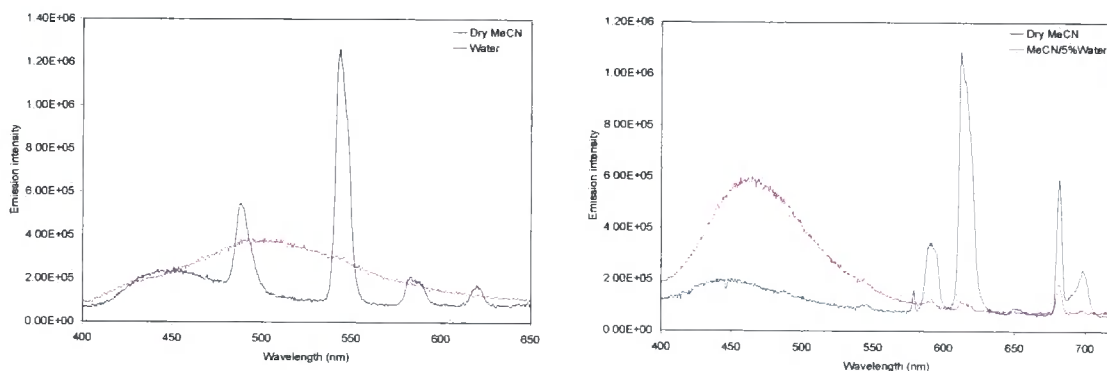 1.40E+06
1.20E+06
1.00E+06
8.00E+05
6.00E+05
4.00E+05
2.00E+05
0.00E+00
Emission intensity
400 450 500 550 600 650
Wavelength (nm)
Dry MeCN
Water
1.20E+06
1.00E+06
8.00E+05
6.00E+05
4.00E+05
2.00E+05
0.00E+00
Emission intensity
400 450 500 550 600 650 700
Wavelength (nm)
Dry MeCN
MeCN/5%Water